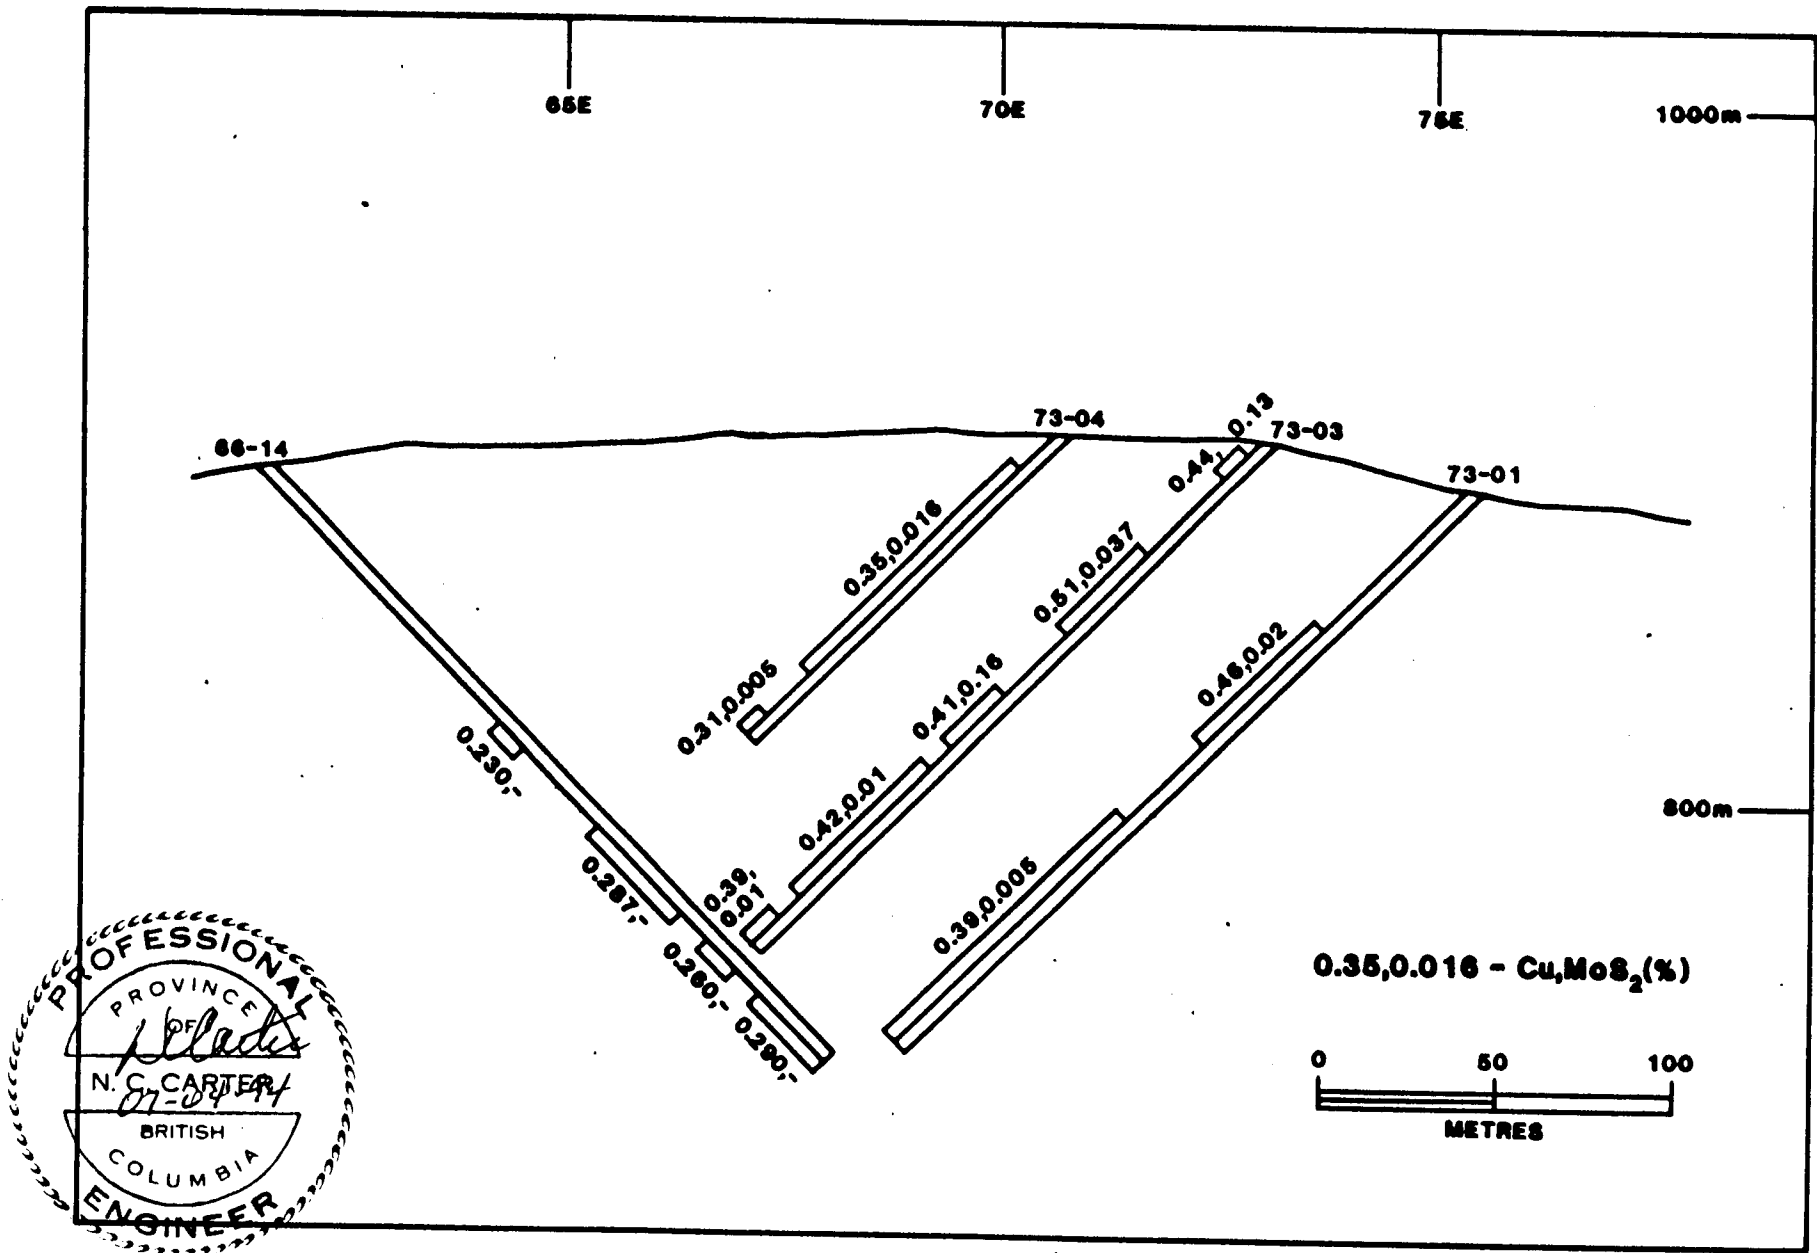 65E
70E
75E
1000m
66-14
73-04
73-03
73-01
0.44, 0.13
0.35,0.016
0.51,0.037
0.31,0.005
0.41,0.16
0.46,0.02
0.230,-
0.42,0.01
800m
0.287,-
0.39,
0.01
0.39,0.005
0.260,-
0.290,-
0.35,0.016 - Cu,MoS₂(%)
0 50 100
METRES
PROFESSIONAL
PROVINCE
OF
N. C. CARTER
BRITISH
COLUMBIA
ENGINEER